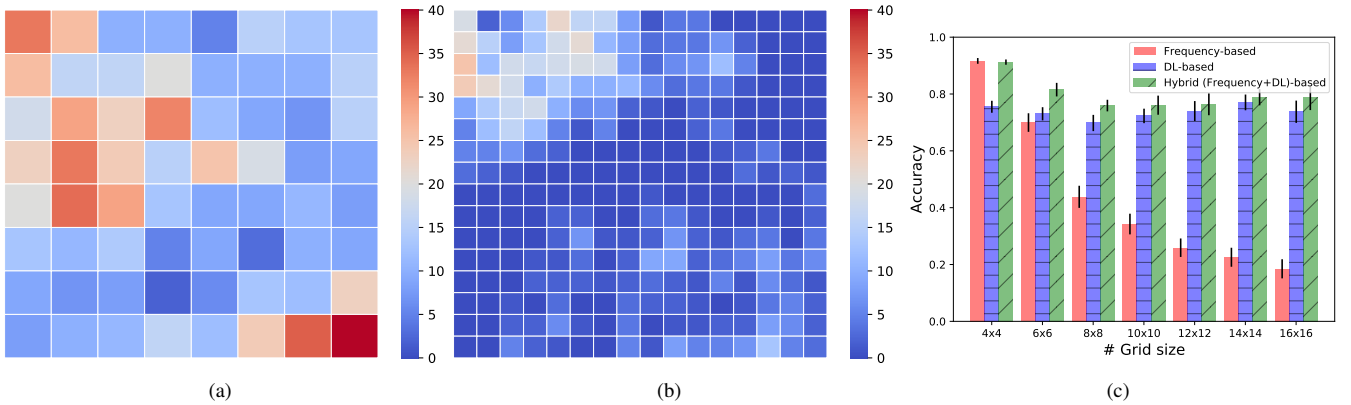 40
35
30
25
20
15
10
5
0
(a)
40
35
30
25
20
15
10
5
0
(b)
1.0
0.8
0.6
0.4
0.2
0.0
Accuracy
Frequency-based
DL-based
Hybrid (Frequency+DL)-based
4x4 6x6 8x8 10x10 12x12 14x14 16x16
# Grid size
(c)